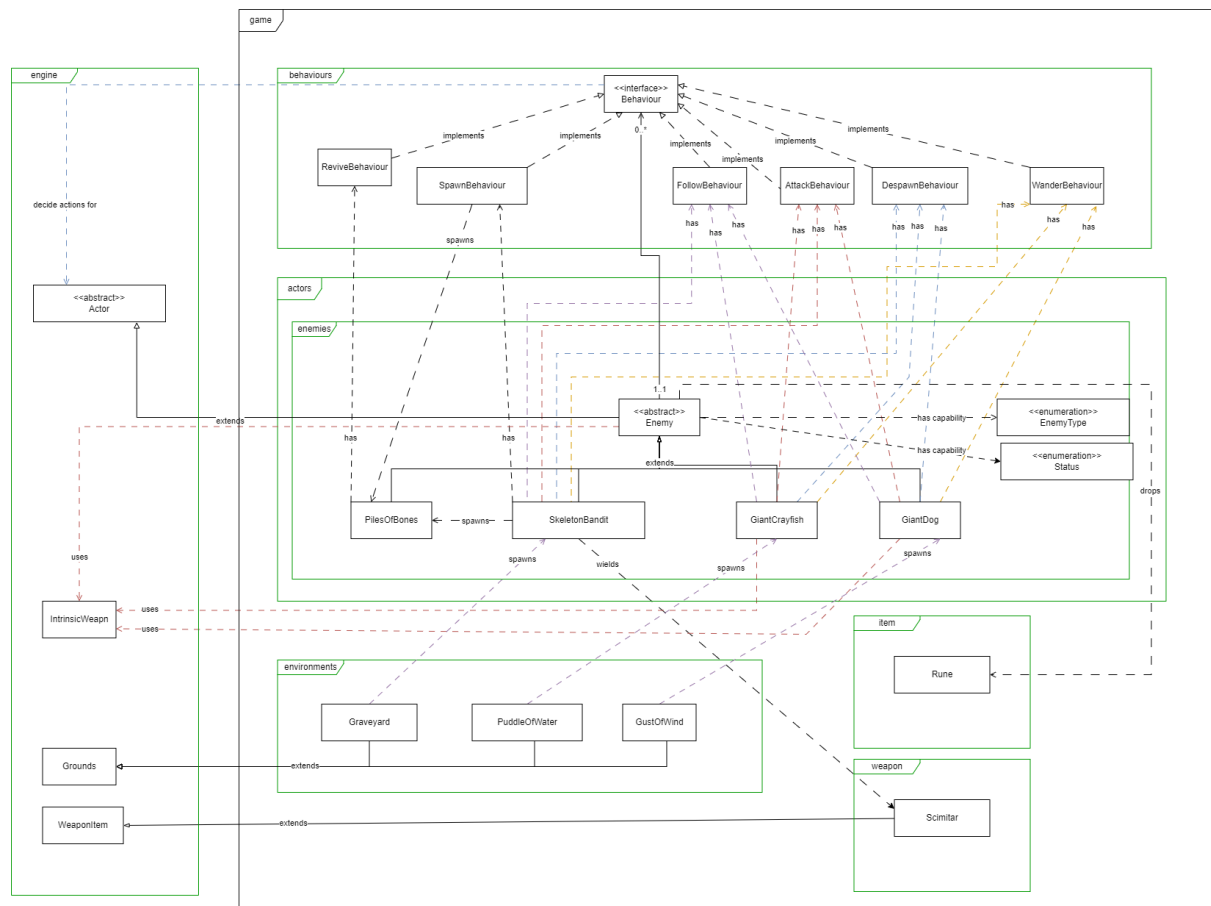 game
engine
behaviours
<<interface>>
Behaviour
0..*
implements
implements
implements
implements
implements
implements
ReviveBehaviour
SpawnBehaviour
FollowBehaviour
AttackBehaviour
DespawnBehaviour
WanderBehaviour
decide actions for
spawns
has
has
has
has
has
has
has
has
has
has
has
has
actors
<<abstract>>
Actor
enemies
1..1
<<abstract>>
Enemy
extends
has capability
<<enumeration>>
EnemyType
has capability
<<enumeration>>
Status
has
has
extends
drops
PilesOfBones
spawns
SkeletonBandit
GiantCrayfish
GiantDog
uses
spawns
wields
spawns
spawns
IntrinsicWeapn
uses
uses
item
Rune
environments
Graveyard
PuddleOfWater
GustOfWind
Grounds
extends
weapon
WeaponItem
extends
Scimitar